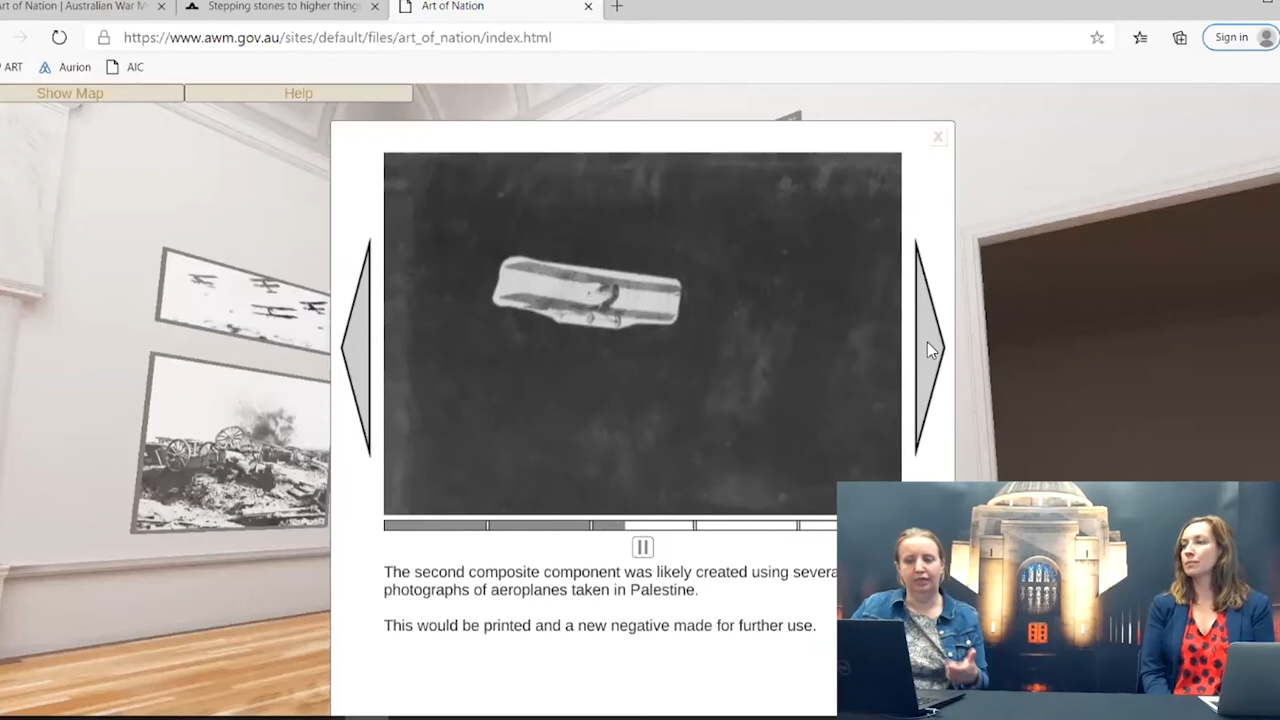 Art of Nation | Australian War M
Stepping stones to higher thing
Art of Nation
https://www.awm.gov.au/sites/default/files/art_of_nation/index.html
Sign in
ART
Aurion
AIC
Show Map
Help
X
The second composite component was likely created using severa
photographs of aeroplanes taken in Palestine.
This would be printed and a new negative made for further use.